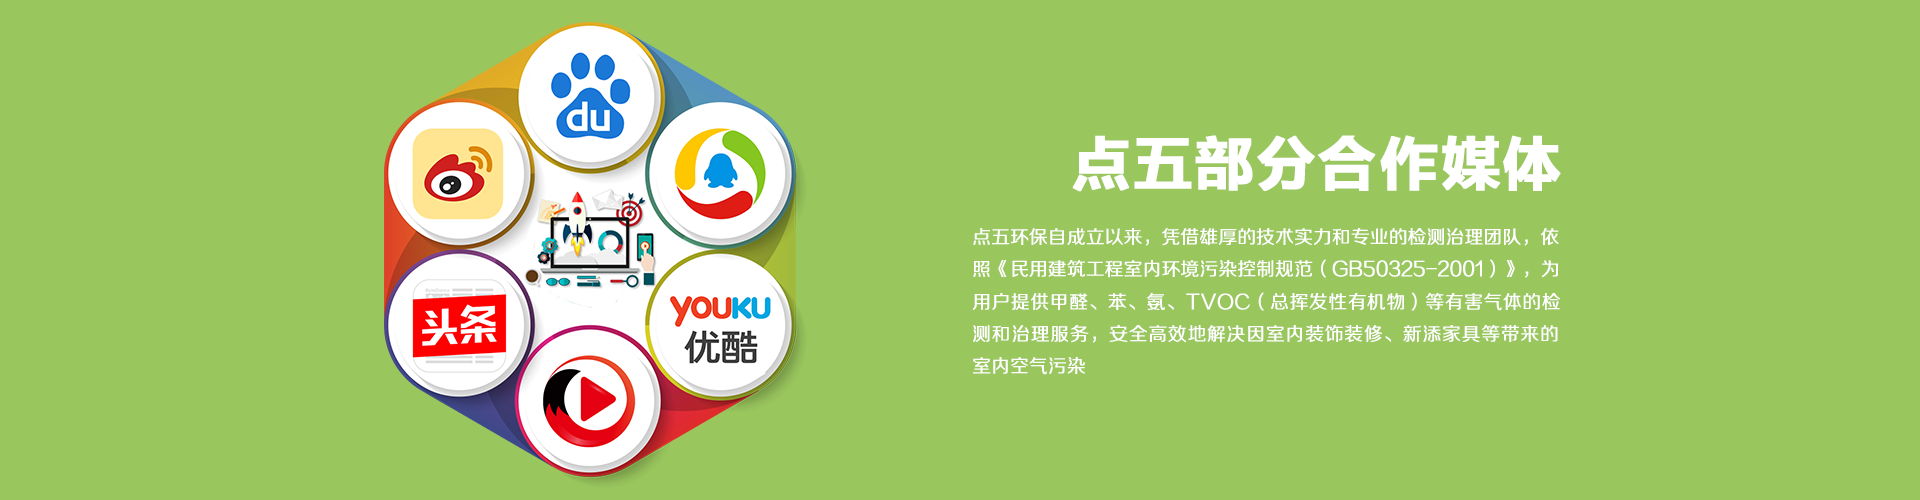 du
头条
YOUKU
优酷
点五部分合作媒体
点五环保自成立以来，凭借雄厚的技术实力和专业的检测治理团队，依
照《民用建筑工程室内环境污染控制规范（GB50325-2001）》，为
用户提供甲醛、苯、氨、TVOC（总挥发性有机物）等有害气体的检
测和治理服务，安全高效地解决因室内装饰装修、新添家具等带来的
室内空气污染